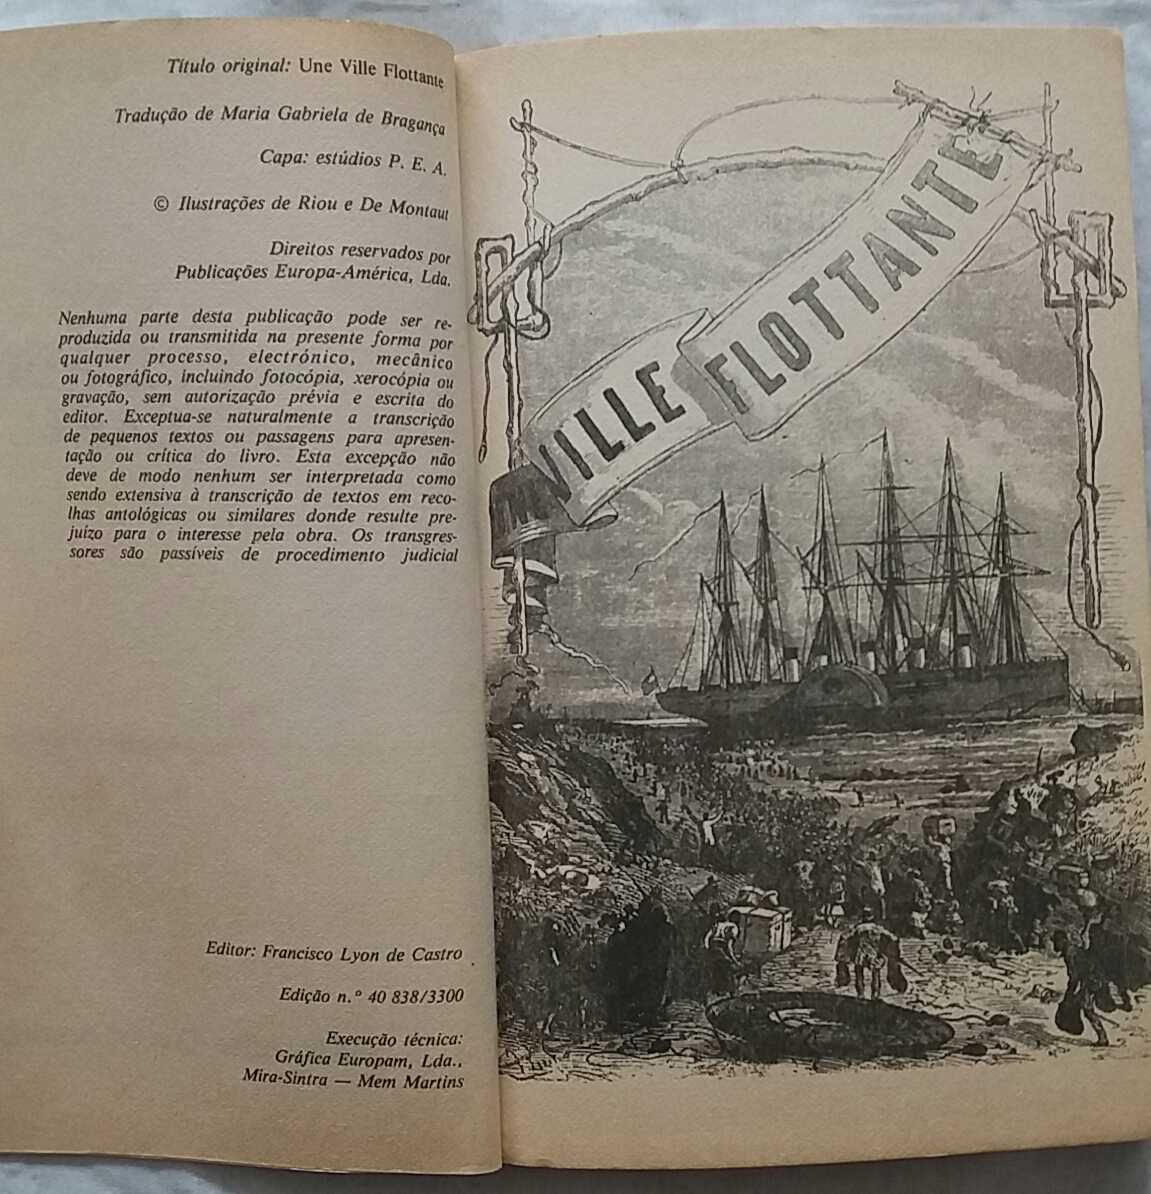 Título original: Une Ville Flottante
Tradução de Maria Gabriela de Bragança
Capa: estúdios P. E. A.
© Ilustrações de Riou e De Montaut
Direitos reservados por
Publicações Europa-América, Lda.
Nenhuma parte desta publicação pode ser re-
produzida ou transmitida na presente forma por
qualquer processo, electrónico, mecânico
ou fotográfico, incluindo fotocópia, xerocópia ou
gravação, sem autorização prévia e escrita do
editor. Exceptua-se naturalmente a transcrição
de pequenos textos ou passagens para apresen-
tação ou crítica do livro. Esta excepção não
deve de modo nenhum ser interpretada como
sendo extensiva à transcrição de textos em reco-
lhas antológicas ou similares donde resulte pre-
juízo para o interesse pela obra. Os transgres-
sores são passíveis de procedimento judicial
Editor: Francisco Lyon de Castro
Edição n.º 40 838/3300
Execução técnica:
Gráfica Europam, Lda.,
Mira-Sintra — Mem Martins
VILLE FLOTTANTE